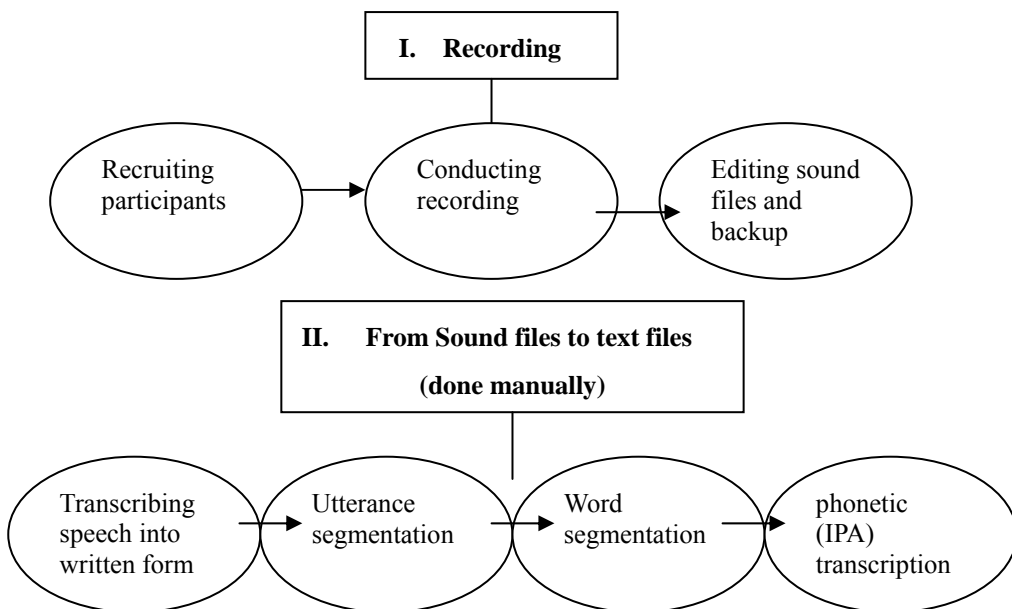 I. Recording
Recruiting
participants
Conducting
recording
Editing sound
files and
backup
II. From Sound files to text files
(done manually)
Transcribing
speech into
written form
Utterance
segmentation
Word
segmentation
phonetic
(IPA)
transcription